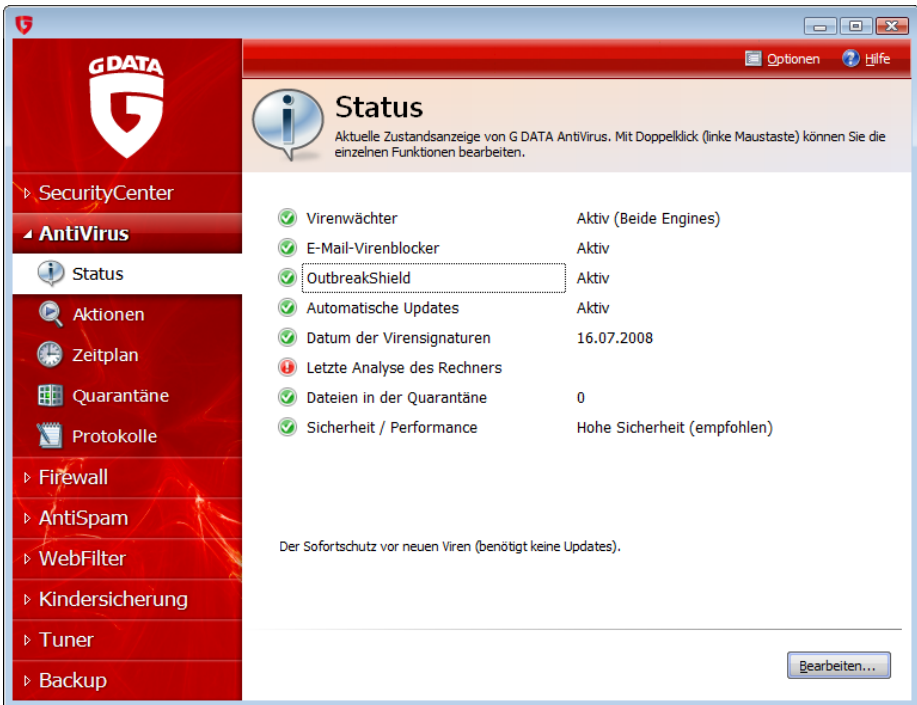 Optionen Hilfe
G DATA
Status
Aktuelle Zustandsanzeige von G DATA AntiVirus. Mit Doppelklick (linke Maustaste) können Sie die
einzelnen Funktionen bearbeiten.
SecurityCenter
AntiVirus
Status
Aktionen
Zeitplan
Quarantäne
Protokolle
Firewall
AntiSpam
WebFilter
Kindersicherung
Tuner
Backup
Virenwächter Aktiv (Beide Engines)
E-Mail-Virenblocker Aktiv
OutbreakShield Aktiv
Automatische Updates Aktiv
Datum der Virensignaturen 16.07.2008
Letzte Analyse des Rechners
Dateien in der Quarantäne 0
Sicherheit / Performance Hohe Sicherheit (empfohlen)
Der Sofortschutz vor neuen Viren (benötigt keine Updates).
Bearbeiten...